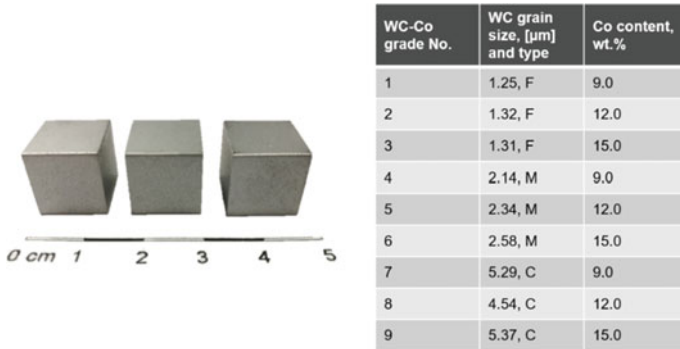 0 cm 1 2 3 4 5
WC-Co grade No. WC grain size, [µm] and type Co content, wt.%
1 1.25, F 9.0
2 1.32, F 12.0
3 1.31, F 15.0
4 2.14, M 9.0
5 2.34, M 12.0
6 2.58, M 15.0
7 5.29, C 9.0
8 4.54, C 12.0
9 5.37, C 15.0